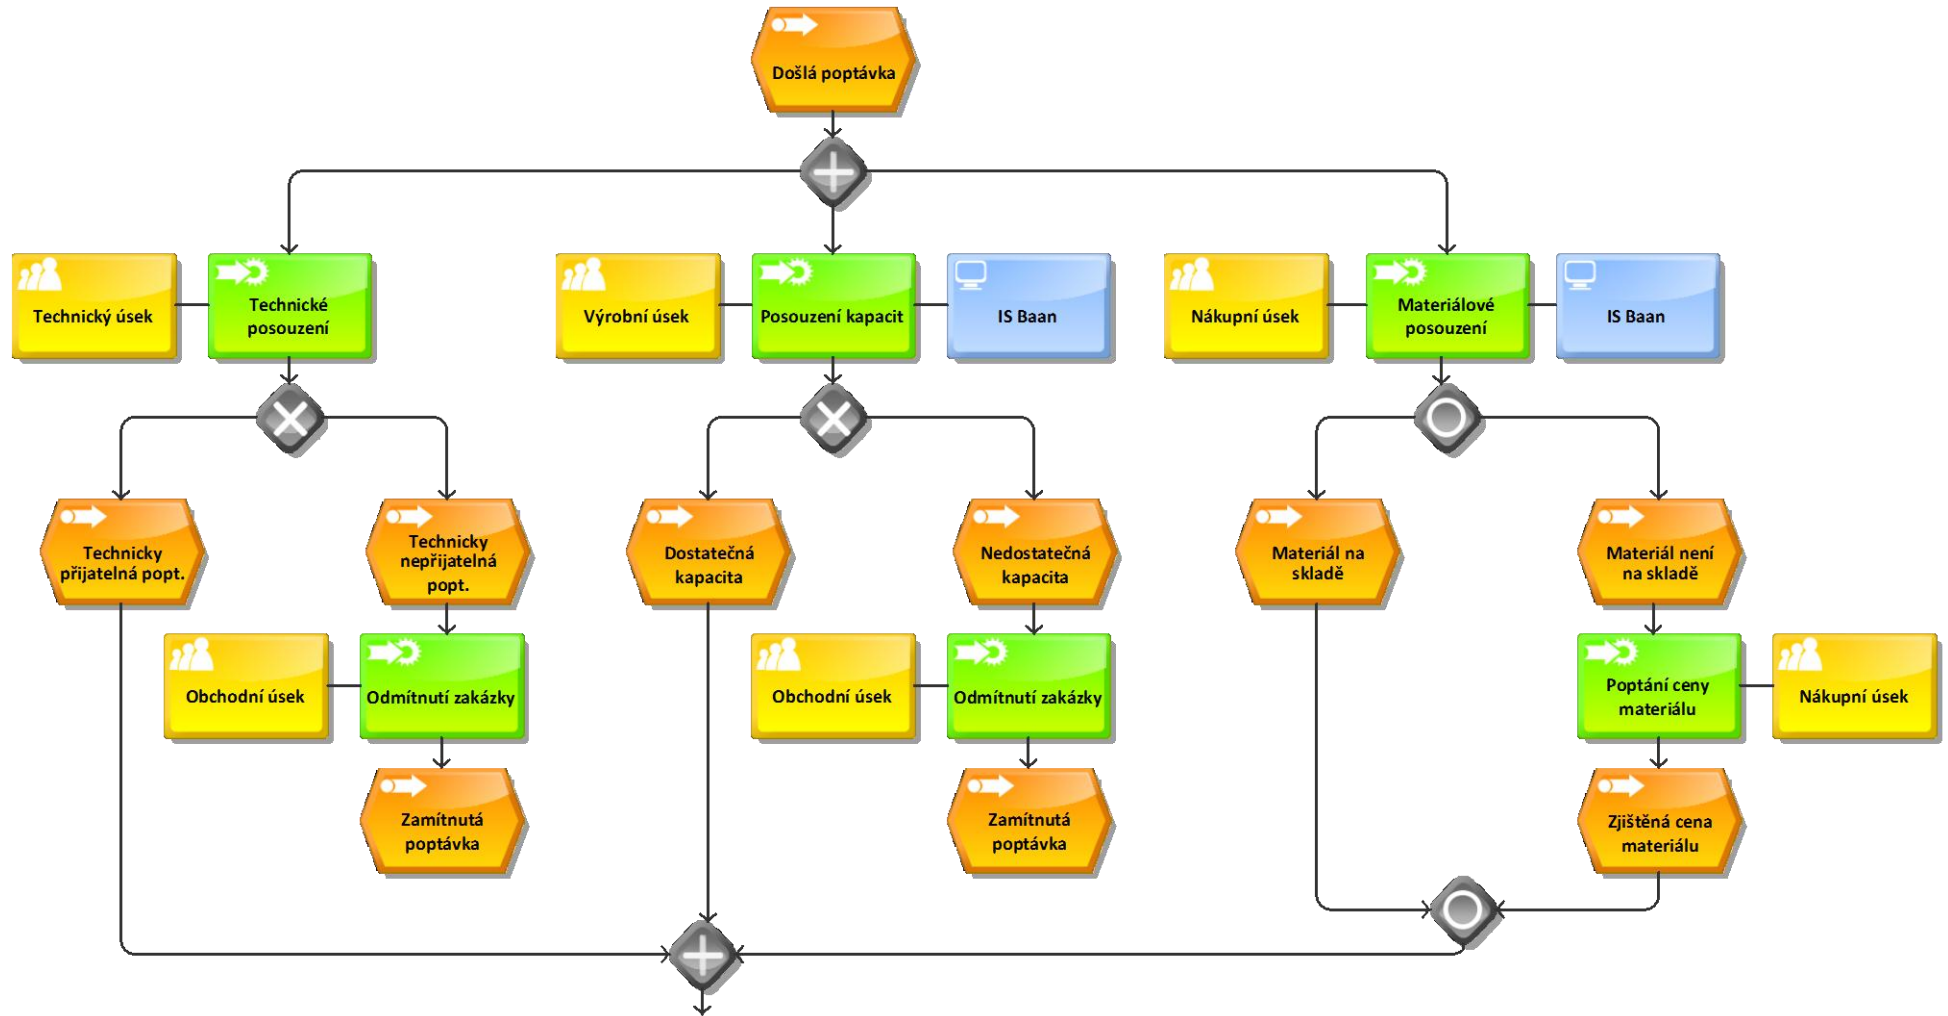 Došlá poptávka
Technický úsek
Technické
posouzení
Výrobní úsek
Posouzení kapacit
IS Baan
Nákupní úsek
Materiálové
posouzení
IS Baan
Technicky
přijatelná popt.
Technicky
nepřijatelná
popt.
Dostatečná
kapacita
Nedostatečná
kapacita
Materiál na
skladě
Materiál není
na skladě
Obchodní úsek
Odmítnutí zakázky
Obchodní úsek
Odmítnutí zakázky
Poptání ceny
materiálu
Nákupní úsek
Zamítnutá
poptávka
Zamítnutá
poptávka
Zjištěná cena
materiálu